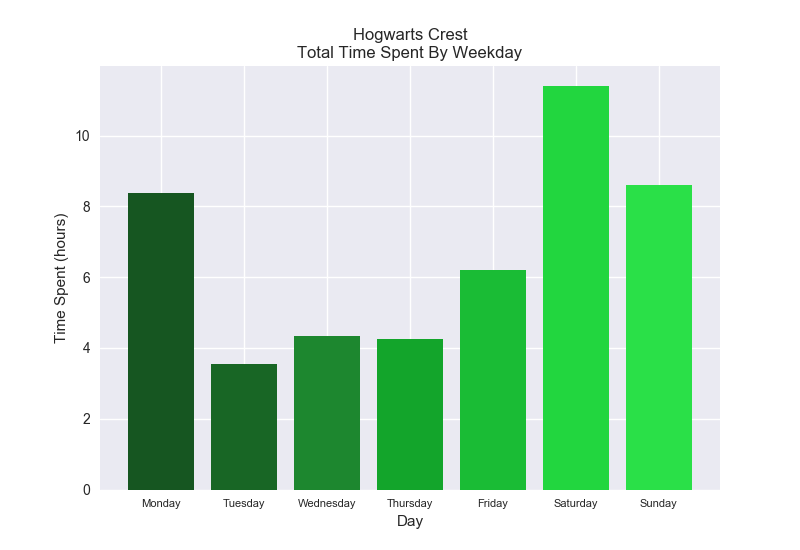 Hogwarts Crest
Total Time Spent By Weekday
Time Spent (hours)
10
8
6
4
2
0
Monday Tuesday Wednesday Thursday Friday Saturday Sunday
Day